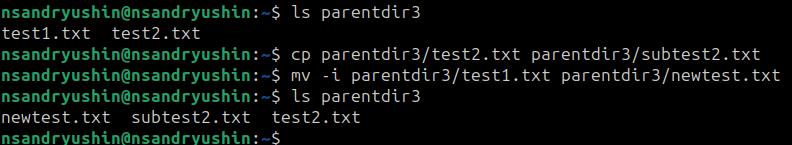 nsandryushin@nsandryushin:~$ ls parentdir3
test1.txt  test2.txt
nsandryushin@nsandryushin:~$ cp parentdir3/test2.txt parentdir3/subtest2.txt
nsandryushin@nsandryushin:~$ mv -i parentdir3/test1.txt parentdir3/newtest.txt
nsandryushin@nsandryushin:~$ ls parentdir3
newtest.txt  subtest2.txt  test2.txt
nsandryushin@nsandryushin:~$